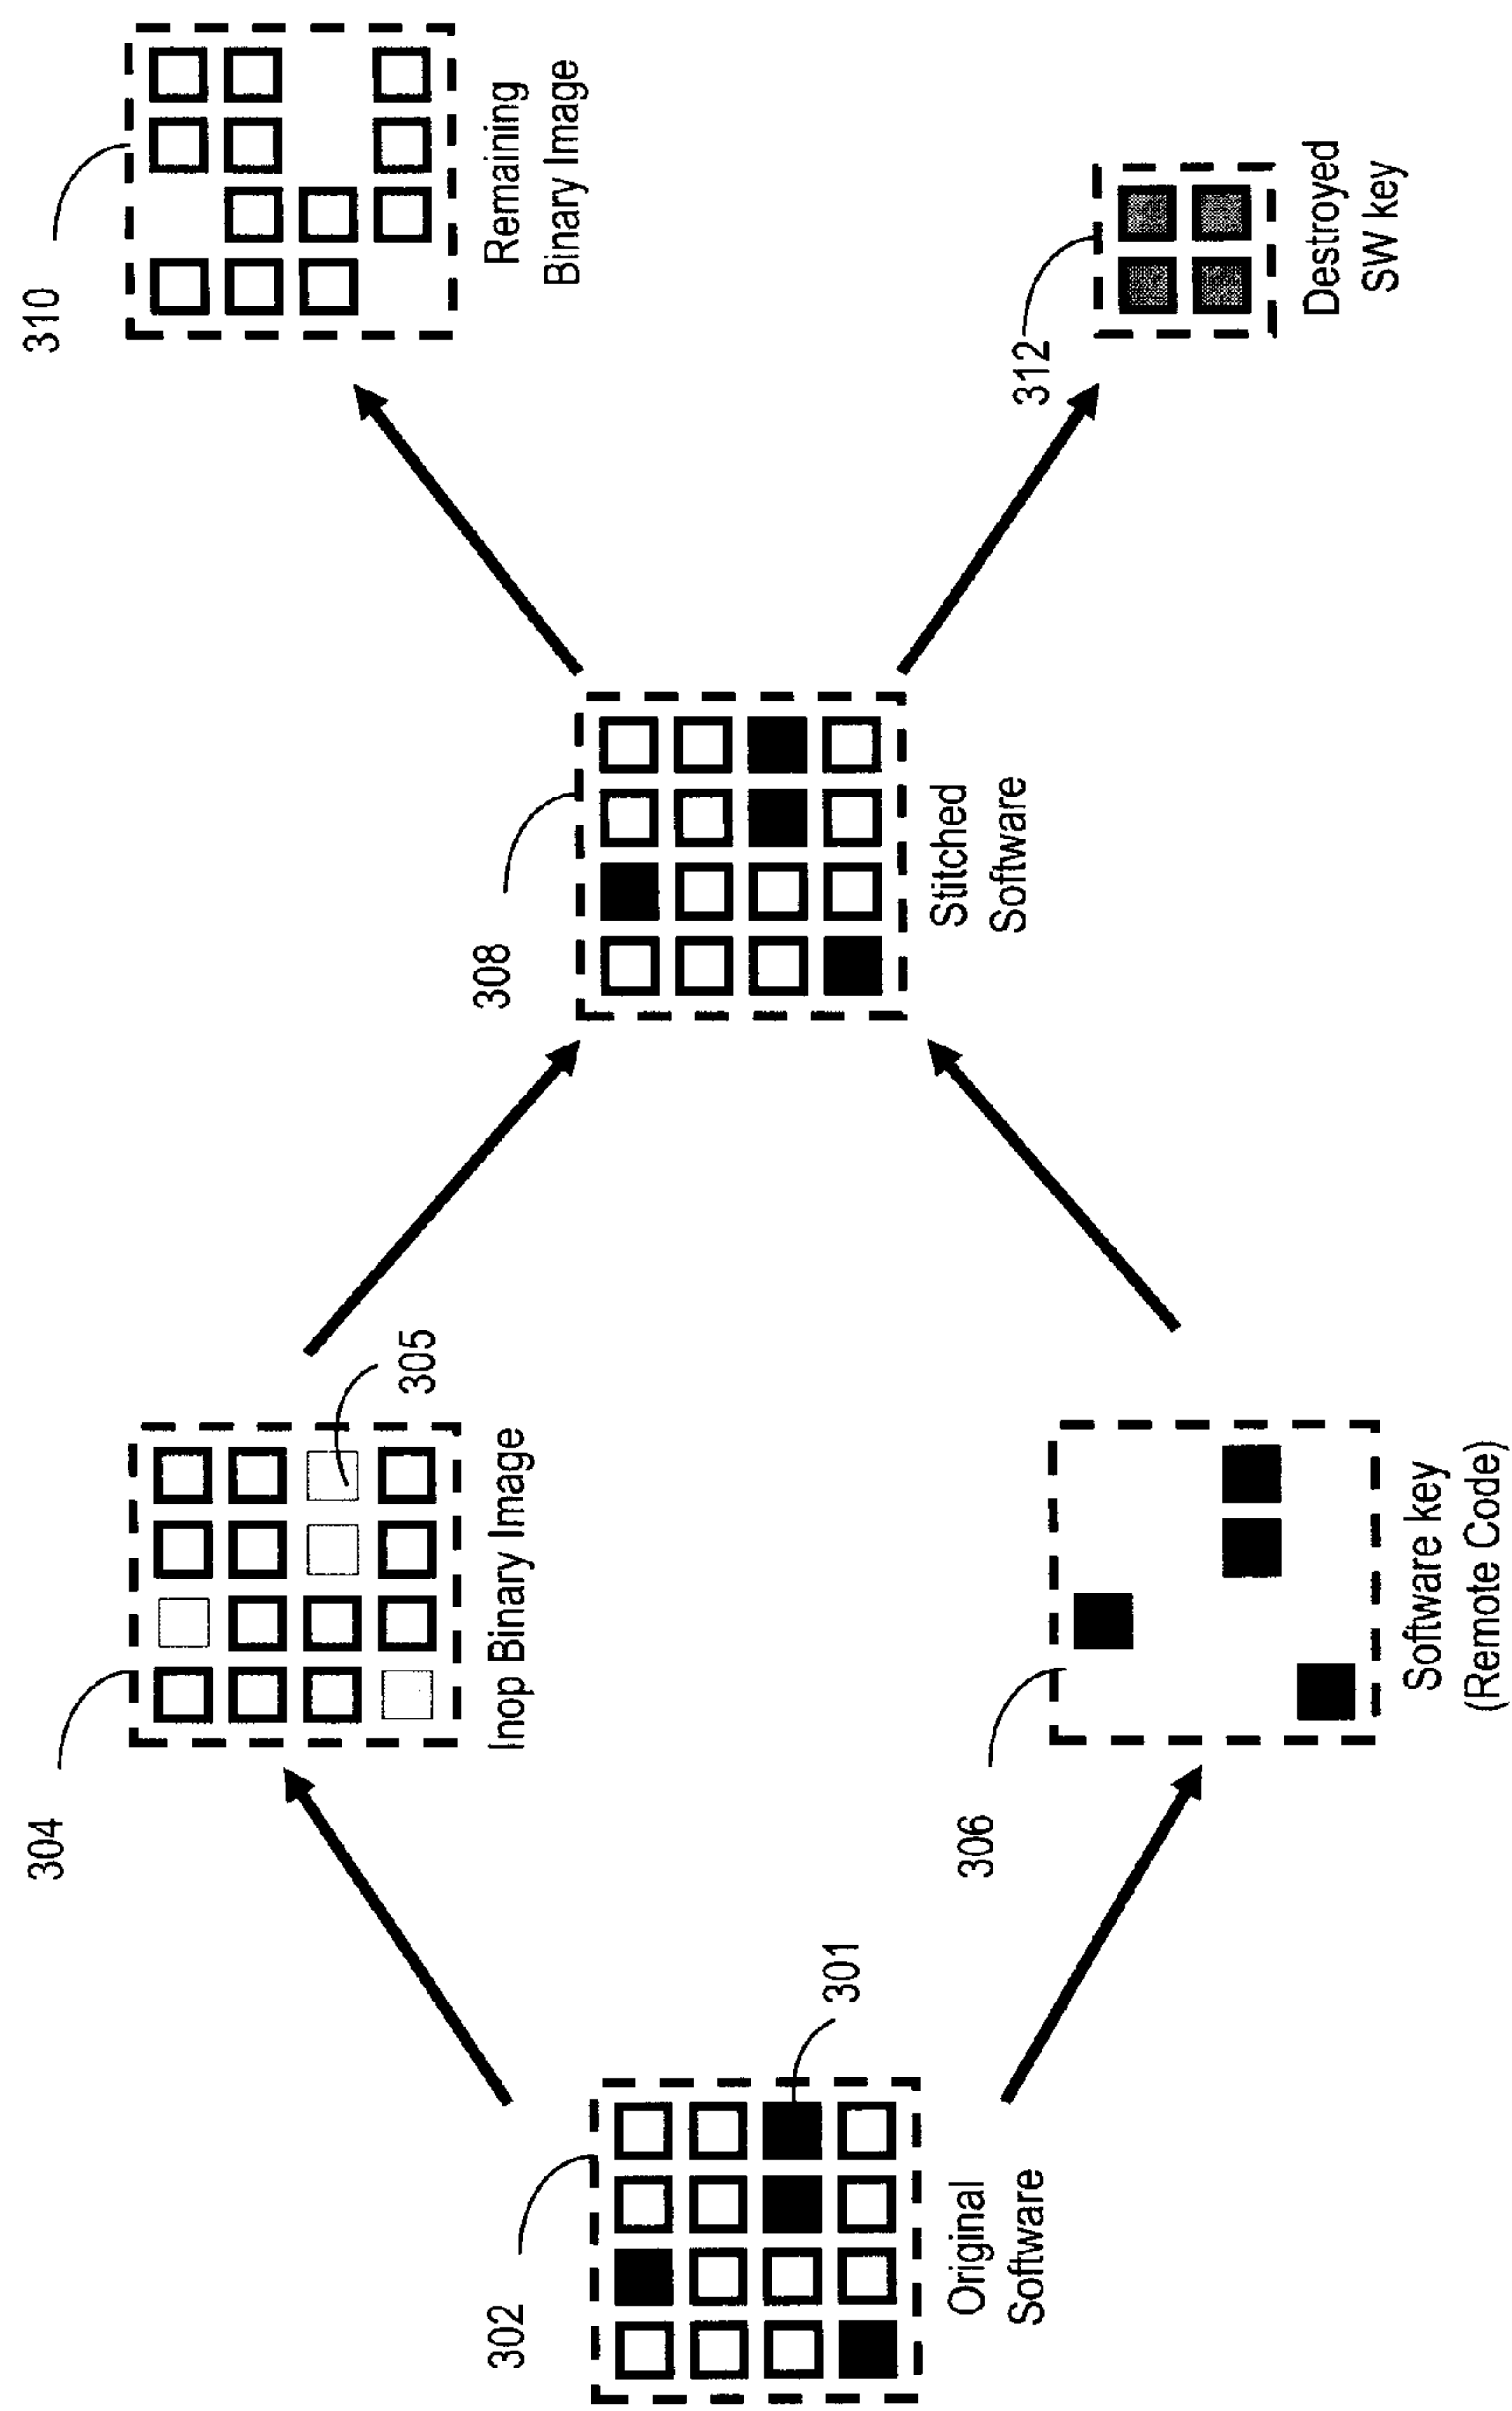 302
301
Original
Software
304
305
Inop Binary Image
306
Software key
(Remote Code)
308
Stitched
Software
310
Remaining
Binary Image
312
Destroyed
SW key